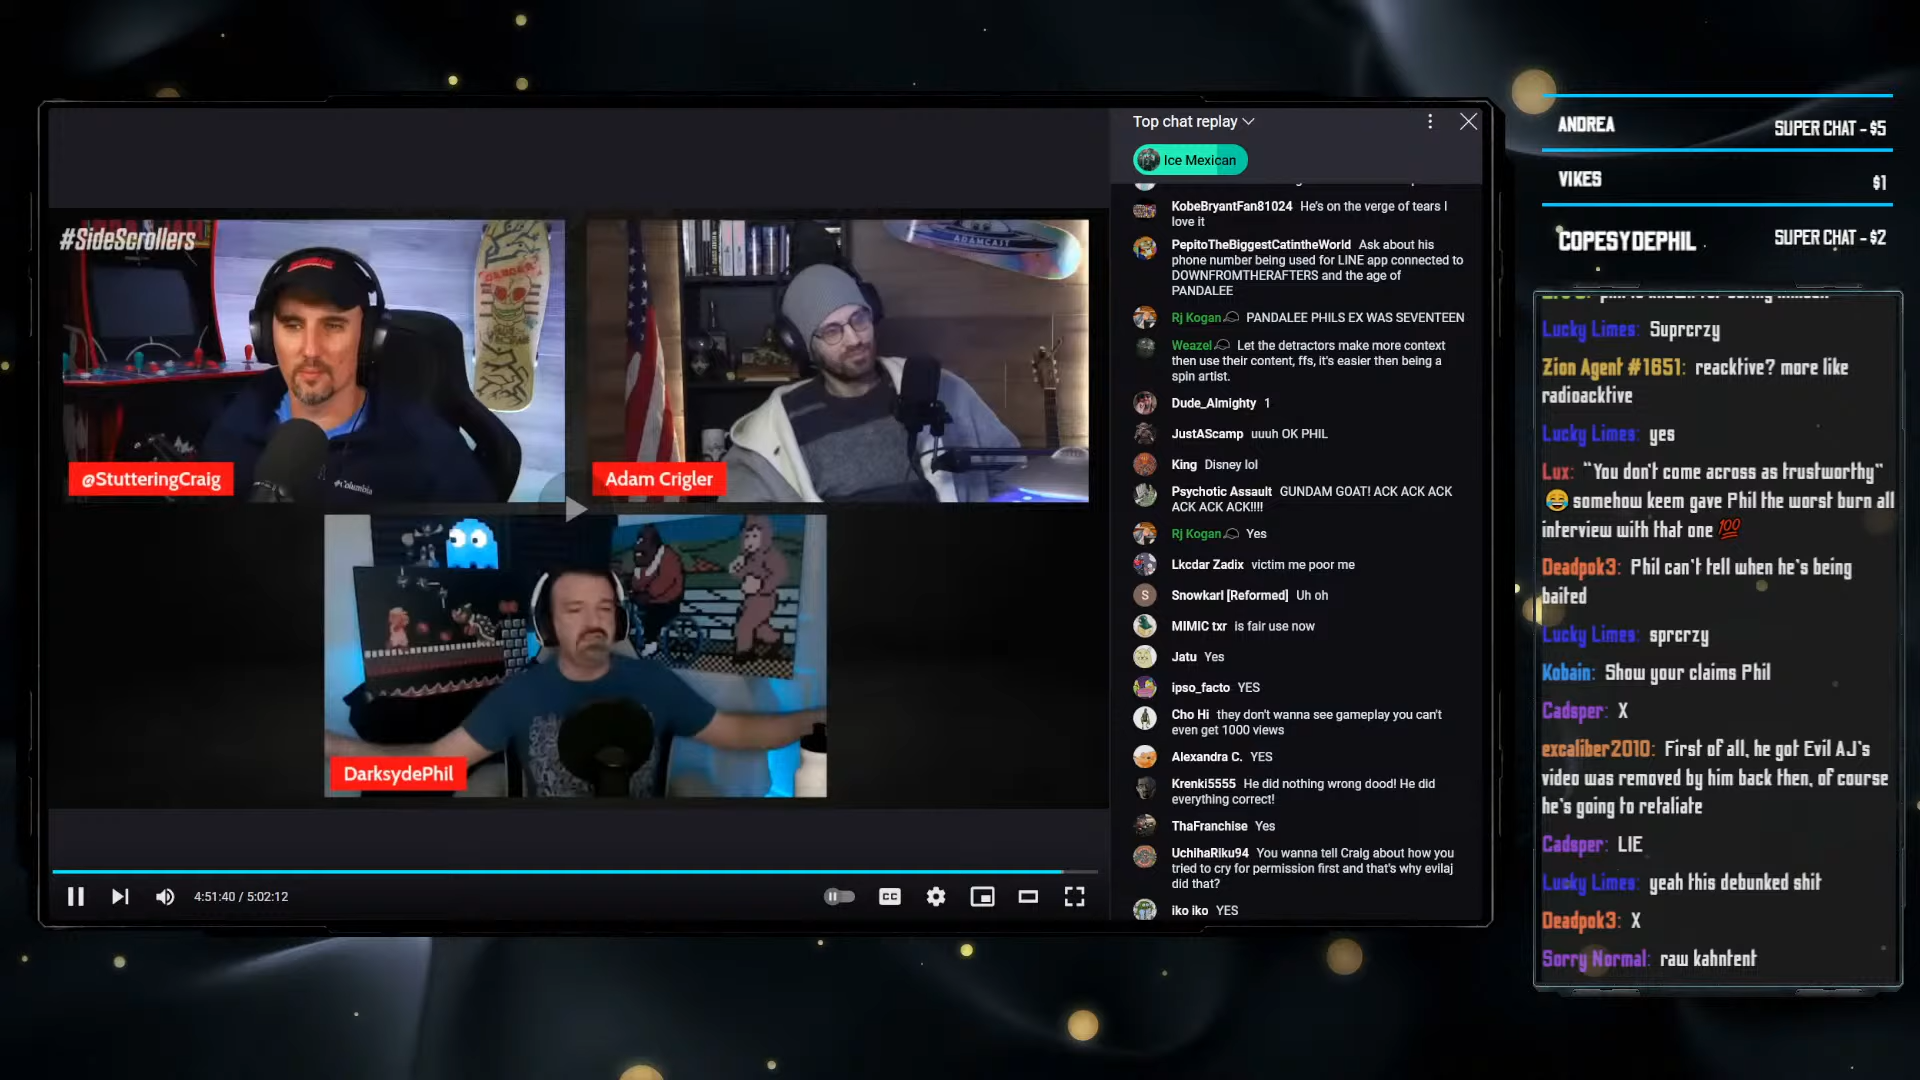 #SideScrollers
@StutteringCraig
ADAMCAST
Adam Crigler
Columbia
DarksydePhil
4:51:40 / 5:02:12
CC
Top chat replay
Ice Mexican
KobeBryantFan81024 He's on the verge of tears I
love it
PepitoTheBiggestCatintheWorld Ask about his
phone number being used for LINE app connected to
DOWNFROMTHERAFTERS and the age of
PANDALEE
Rj Kogan PANDALEE PHILS EX WAS SEVENTEEN
Weazel Let the detractors make more context
then use their content, ffs, it's easier then being a
spin artist.
Dude_Almighty 1
JustAScamp uuuh OK PHIL
King Disney lol
Psychotic Assault GUNDAM GOAT! ACK ACK ACK
ACK ACK ACK!!!!
Rj Kogan Yes
Lkcdar Zadix victim me poor me
S Snowkarl [Reformed] Uh oh
MIMIC txr is fair use now
Jatu Yes
ipso_facto YES
Cho Hi they don't wanna see gameplay you can't
even get 1000 views
Alexandra C. YES
Krenki5555 He did nothing wrong dood! He did
everything correct!
ThaFranchise Yes
UchihaRiku94 You wanna tell Craig about how you
tried to cry for permission first and that's why evilaj
did that?
iko iko YES
ANDREA SUPER CHAT - $5
VIKES $1
COPESYDEPHIL SUPER CHAT - $2
Lucky Limes: Suprcrzy
Zion Agent #1651: reacktive? more like
radioacktive
Lucky Limes: yes
Lux: “You don't come across as trustworthy”
😂 somehow keem gave Phil the worst burn all
interview with that one 💯
Deadpok3: Phil can't tell when he's being
baited
Lucky Limes: sprcrzy
Kobain: Show your claims Phil
Cadsper: X
excaliber2010: First of all, he got Evil AJ's
video was removed by him back then, of course
he's going to retaliate
Cadsper: LIE
Lucky Limes: yeah this debunked shit
Deadpok3: X
Sorry Normal: raw kahntent